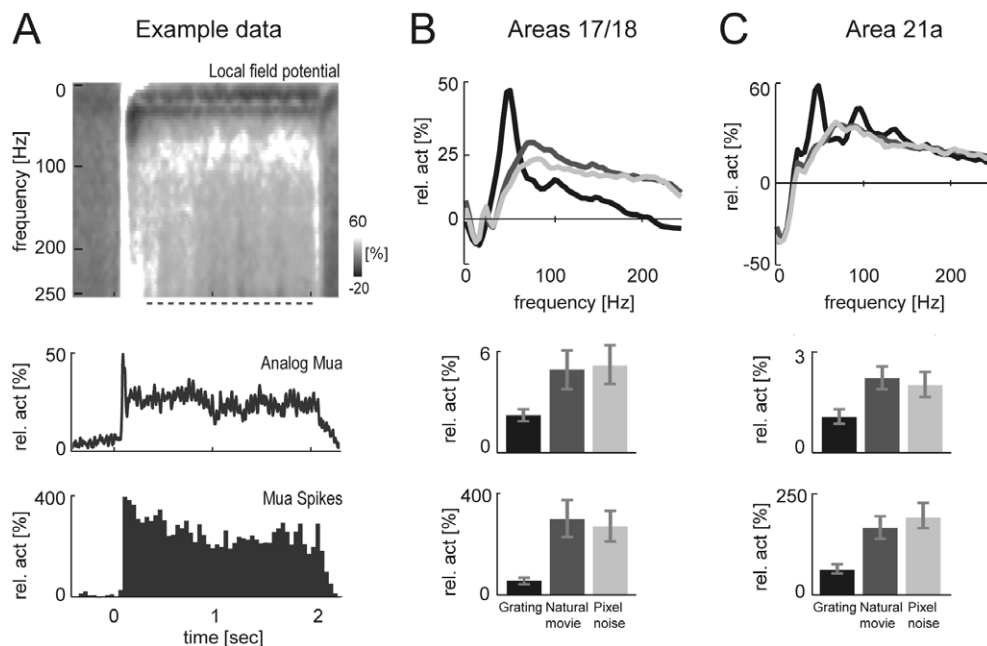 A
Example data
Local field potential
frequency [Hz]
0
100
200
250
60
[%]
-20
50
0
rel. act [%]
Analog Mua
400
0
rel. act [%]
Mua Spikes
0
1
2
time [sec]
B
Areas 17/18
50
25
0
rel. act [%]
0
100
200
frequency [Hz]
6
0
rel. act [%]
400
0
rel. act [%]
Grating
Natural movie
Pixel noise
C
Area 21a
60
0
-50
rel. act [%]
0
100
200
frequency [Hz]
3
0
rel. act [%]
250
0
rel. act [%]
Grating
Natural movie
Pixel noise